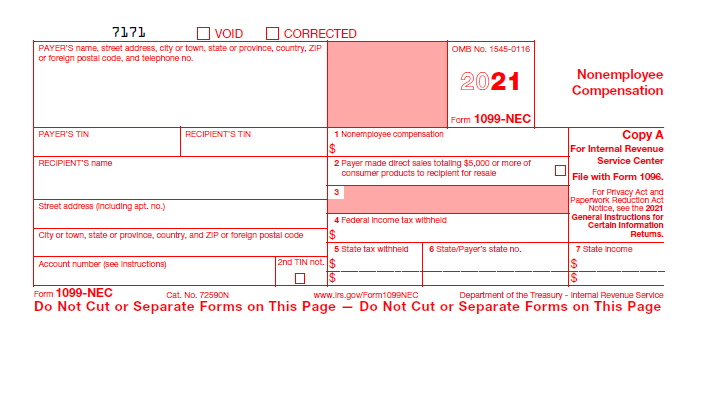 7171
VOID
CORRECTED
PAYER'S name, street address, city or town, state or province, country, ZIP
or foreign postal code, and telephone no.
OMB No. 1545-0116
2021
Form 1099-NEC
Nonemployee
Compensation
PAYER'S TIN
RECIPIENT'S TIN
1 Nonemployee compensation
$
Copy A
For Internal Revenue
Service Center
File with Form 1096.
RECIPIENT'S name
2 Payer made direct sales totaling $5,000 or more of
consumer products to recipient for resale
3
For Privacy Act and
Paperwork Reduction Act
Notice, see the 2021
General Instructions for
Certain Information
Returns.
Street address (including apt. no.)
4 Federal income tax withheld
$
City or town, state or province, country, and ZIP or foreign postal code
5 State tax withheld
$
$
6 State/Payer's state no.
7 State income
$
$
Account number (see instructions)
2nd TIN not.
Form 1099-NEC
Cat. No. 72590N
www.irs.gov/Form1099NEC
Department of the Treasury - Internal Revenue Service
Do Not Cut or Separate Forms on This Page — Do Not Cut or Separate Forms on This Page